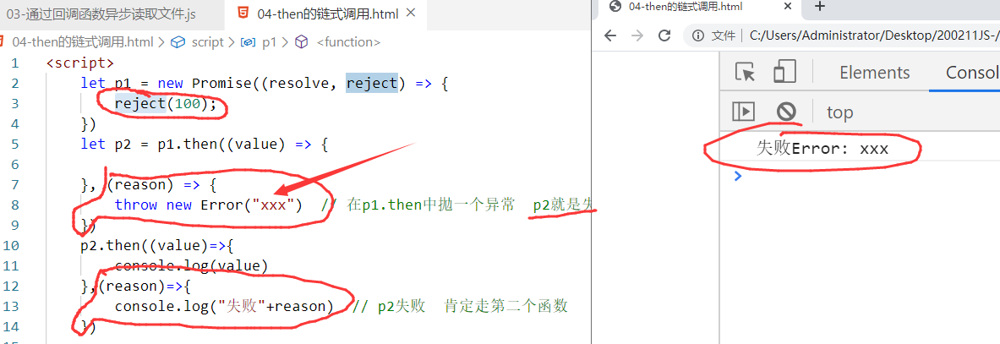 03-通过回调函数异步读取文件.js
04-then的链式调用.html
04-then的链式调用.html > script > p1 > <function>
1 <script>
2 let p1 = new Promise((resolve, reject) => {
3 reject(100);
4 })
5 let p2 = p1.then((value) => {
6
7 }, (reason) => {
8 throw new Error("xxx") // 在p1.then中抛一个异常 p2就是失
9 })
10 p2.then((value)=>{
11 console.log(value)
12 },(reason)=>{
13 console.log("失败"+reason) // p2失败 肯定走第二个函数
14 })
04-then的链式调用.html
文件 | C:/Users/Administrator/Desktop/200211JS-/
Elements Consol
top
失败Error: xxx